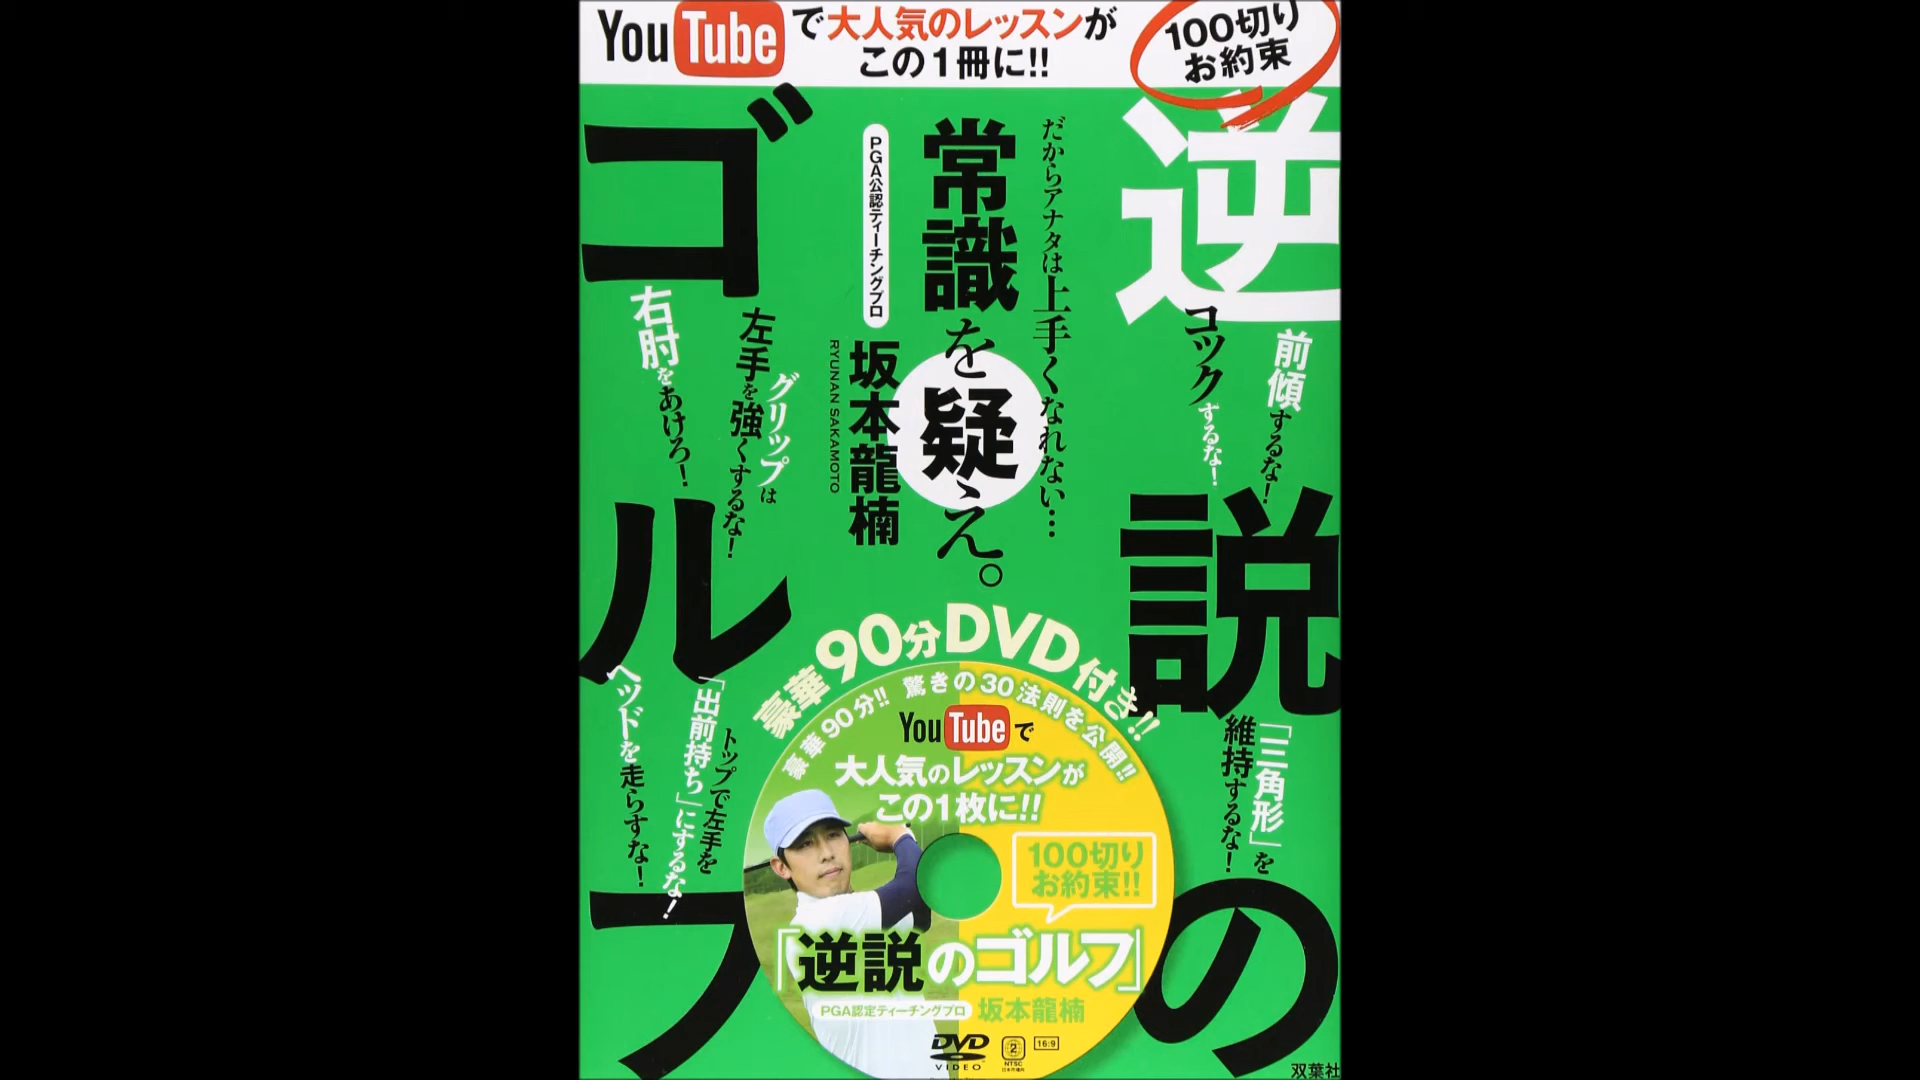 YouTubeで大人気のレッスンが
この1冊に!!
100切り
お約束
逆説の
ゴルフ
前傾するな!
コックするな!
「三角形」を
維持するな!
だからアナタは上手くなれない…
常識を疑え。
PGA公認ティーチングプロ
坂本龍楠
RYUNAN SAKAMOTO
グリップは
左手を強くするな!
右肘をあけろ!
トップで左手を
「出前持ち」にするな!
ヘッドを走らすな!
豪華90分DVD付き!!
豪華90分!! 驚きの30法則を公開!!
YouTubeで
大人気のレッスンが
この1枚に!!
100切り
お約束!!
「逆説のゴルフ」
PGA認定ティーチングプロ 坂本龍楠
DVD
VIDEO
2
NTSC
日本市場向
16:9
双葉社